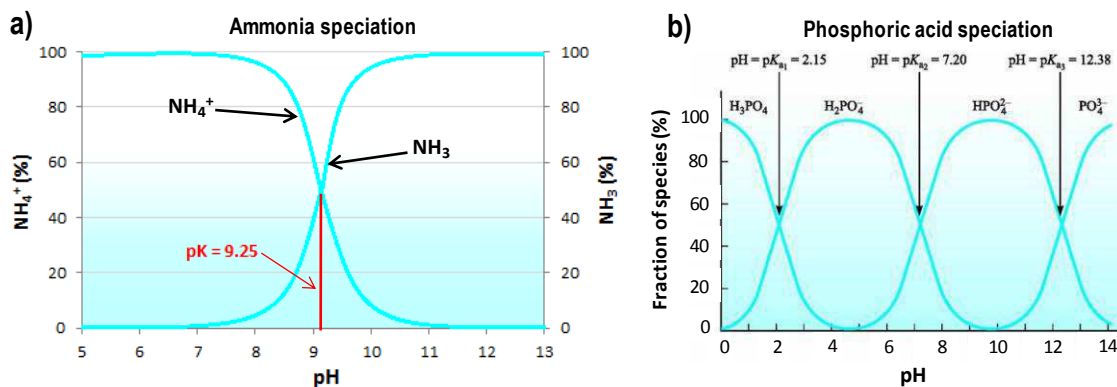 a)
Ammonia speciation
100
80
60
40
20
0
NH₄⁺ (%)
NH₄⁺
NH₃
pK = 9.25
100
80
60
40
20
0
NH₃ (%)
5 6 7 8 9 10 11 12 13
pH
b)
Phosphoric acid speciation
pH = pKₐ₁ = 2.15 pH = pKₐ₂ = 7.20 pH = pKₐ₃ = 12.38
H₃PO₄ H₂PO₄⁻ HPO₄²⁻ PO₄³⁻
100
80
60
40
20
0
Fraction of species (%)
0 2 4 6 8 10 12 14
pH